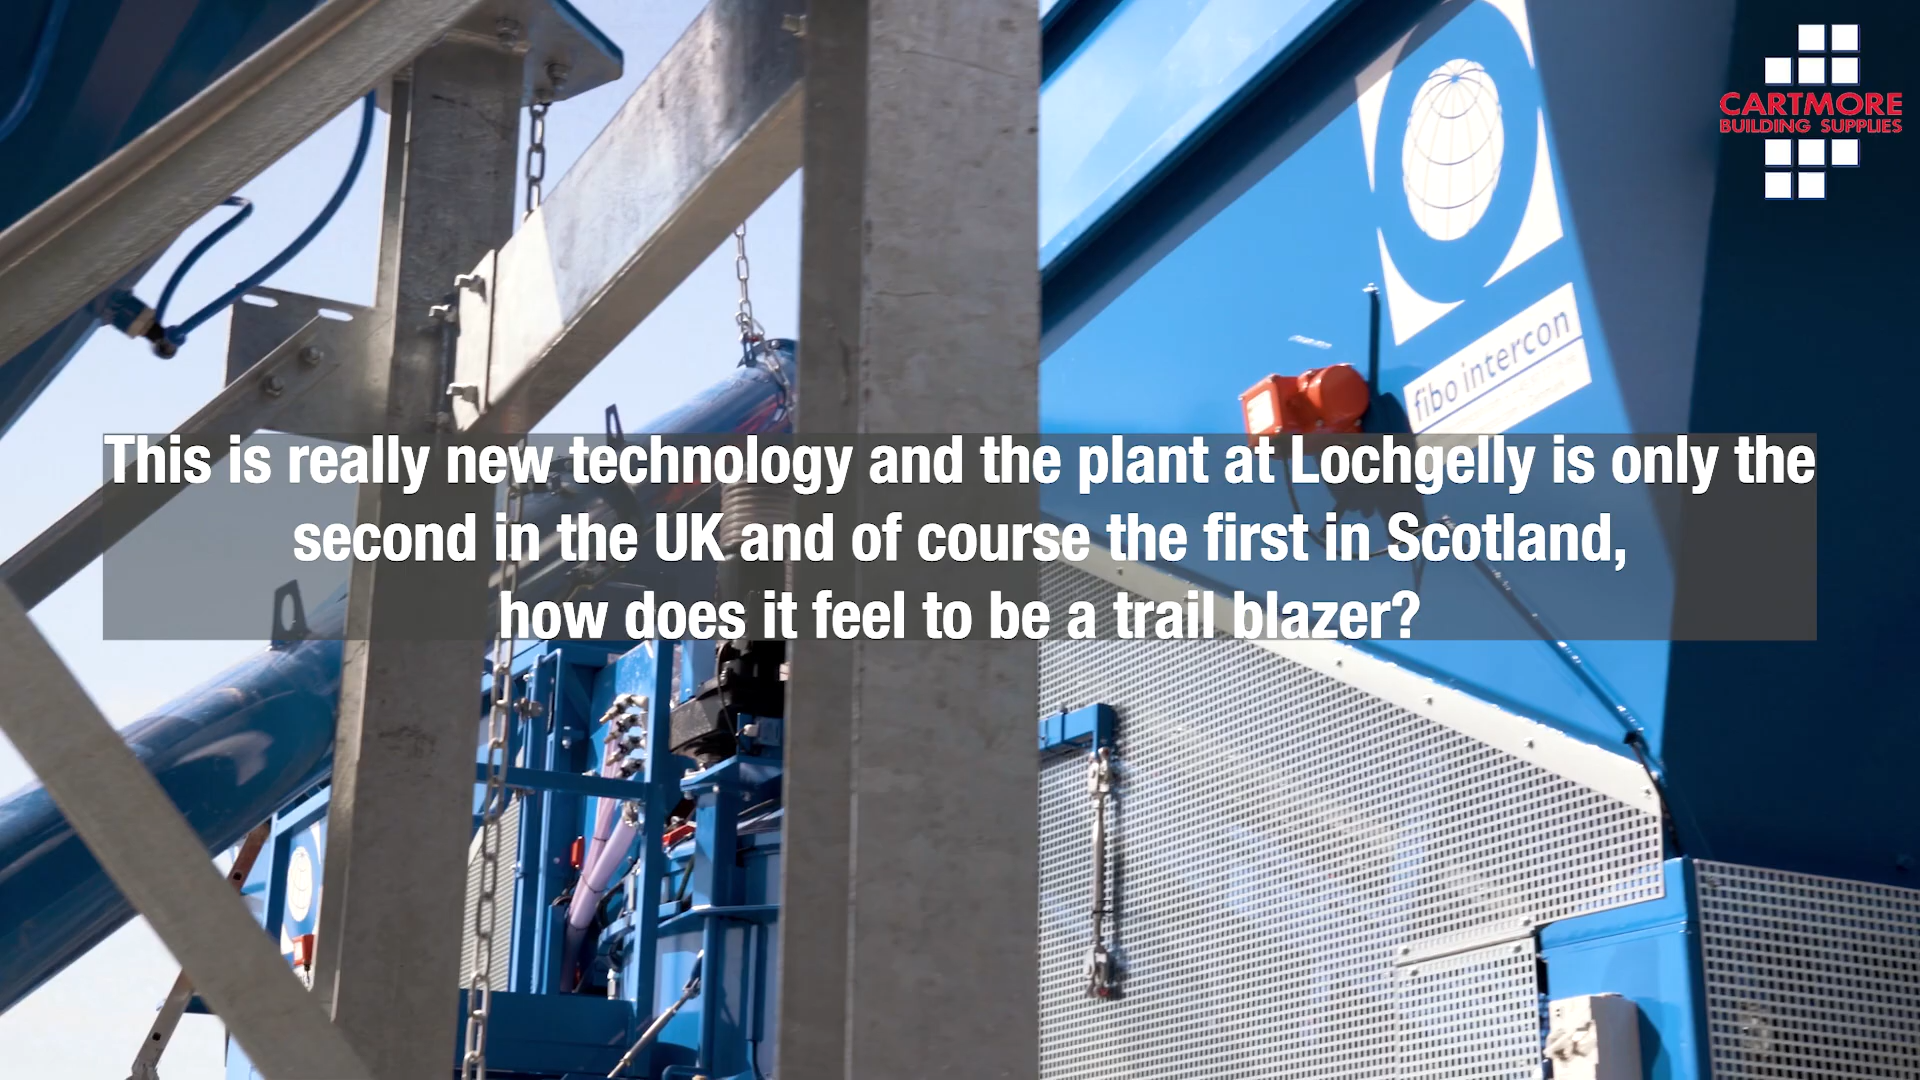 CARTMORE
BUILDING SUPPLIES
fibo intercon
This is really new technology and the plant at Lochgelly is only the
second in the UK and of course the first in Scotland,
how does it feel to be a trail blazer?